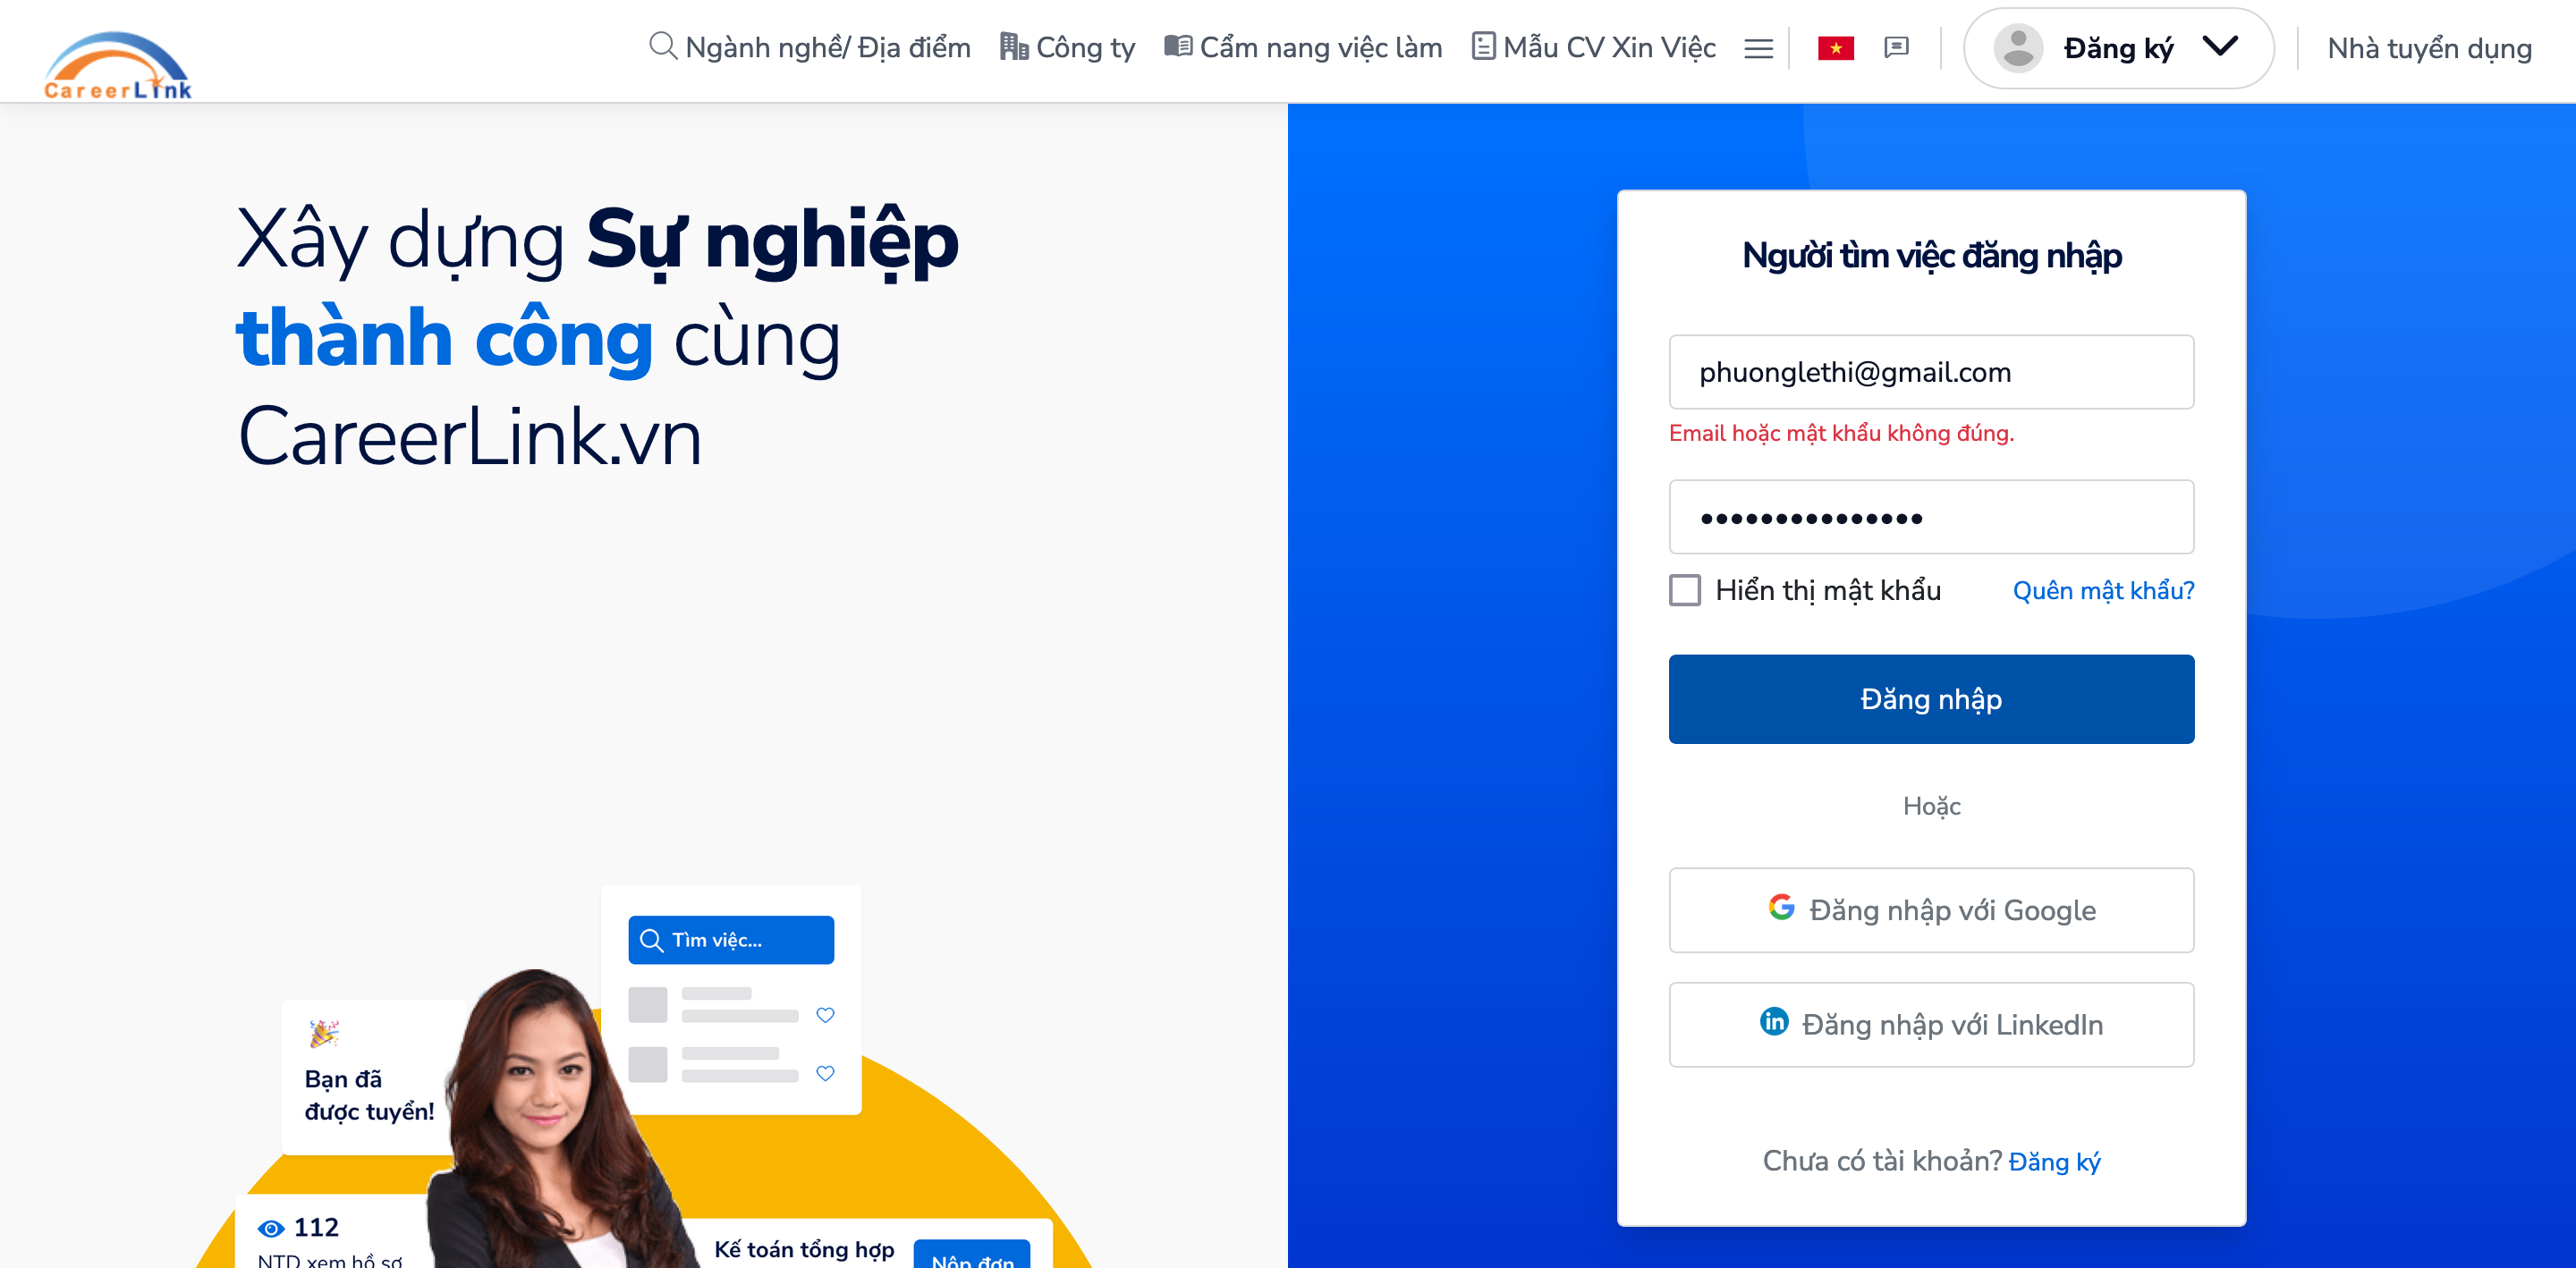 CareerLink
Ngành nghề/ Địa điểm
Công ty
Cẩm nang việc làm
Mẫu CV Xin Việc
Đăng ký
Nhà tuyển dụng
Xây dựng Sự nghiệp
thành công cùng
CareerLink.vn
Người tìm việc đăng nhập
phuonglethi@gmail.com
Email hoặc mật khẩu không đúng.
•••••••••••••••
Hiển thị mật khẩu
Quên mật khẩu?
Đăng nhập
Hoặc
Đăng nhập với Google
Đăng nhập với LinkedIn
Chưa có tài khoản? Đăng ký
Tìm việc...
Bạn đã
được tuyển!
112
NTD xem hồ sơ
Kế toán tổng hợp
Nộp đơn